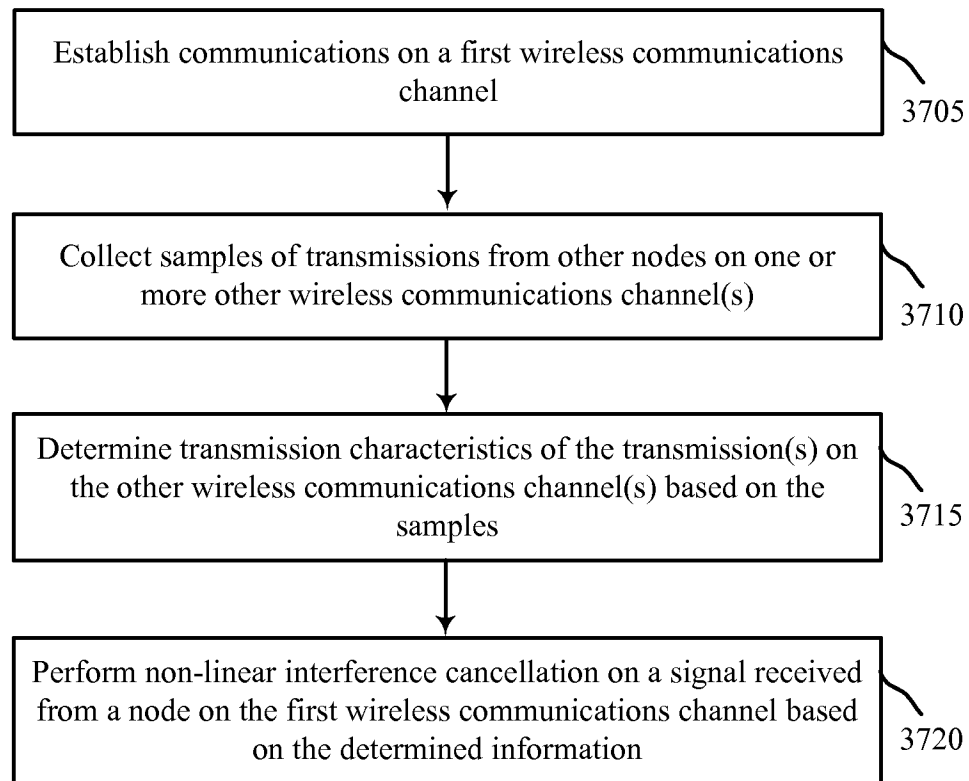 Establish communications on a first wireless communications
channel
3705
Collect samples of transmissions from other nodes on one or
more other wireless communications channel(s)
3710
Determine transmission characteristics of the transmission(s) on
the other wireless communications channel(s) based on the
samples
3715
Perform non-linear interference cancellation on a signal received
from a node on the first wireless communications channel based
on the determined information
3720